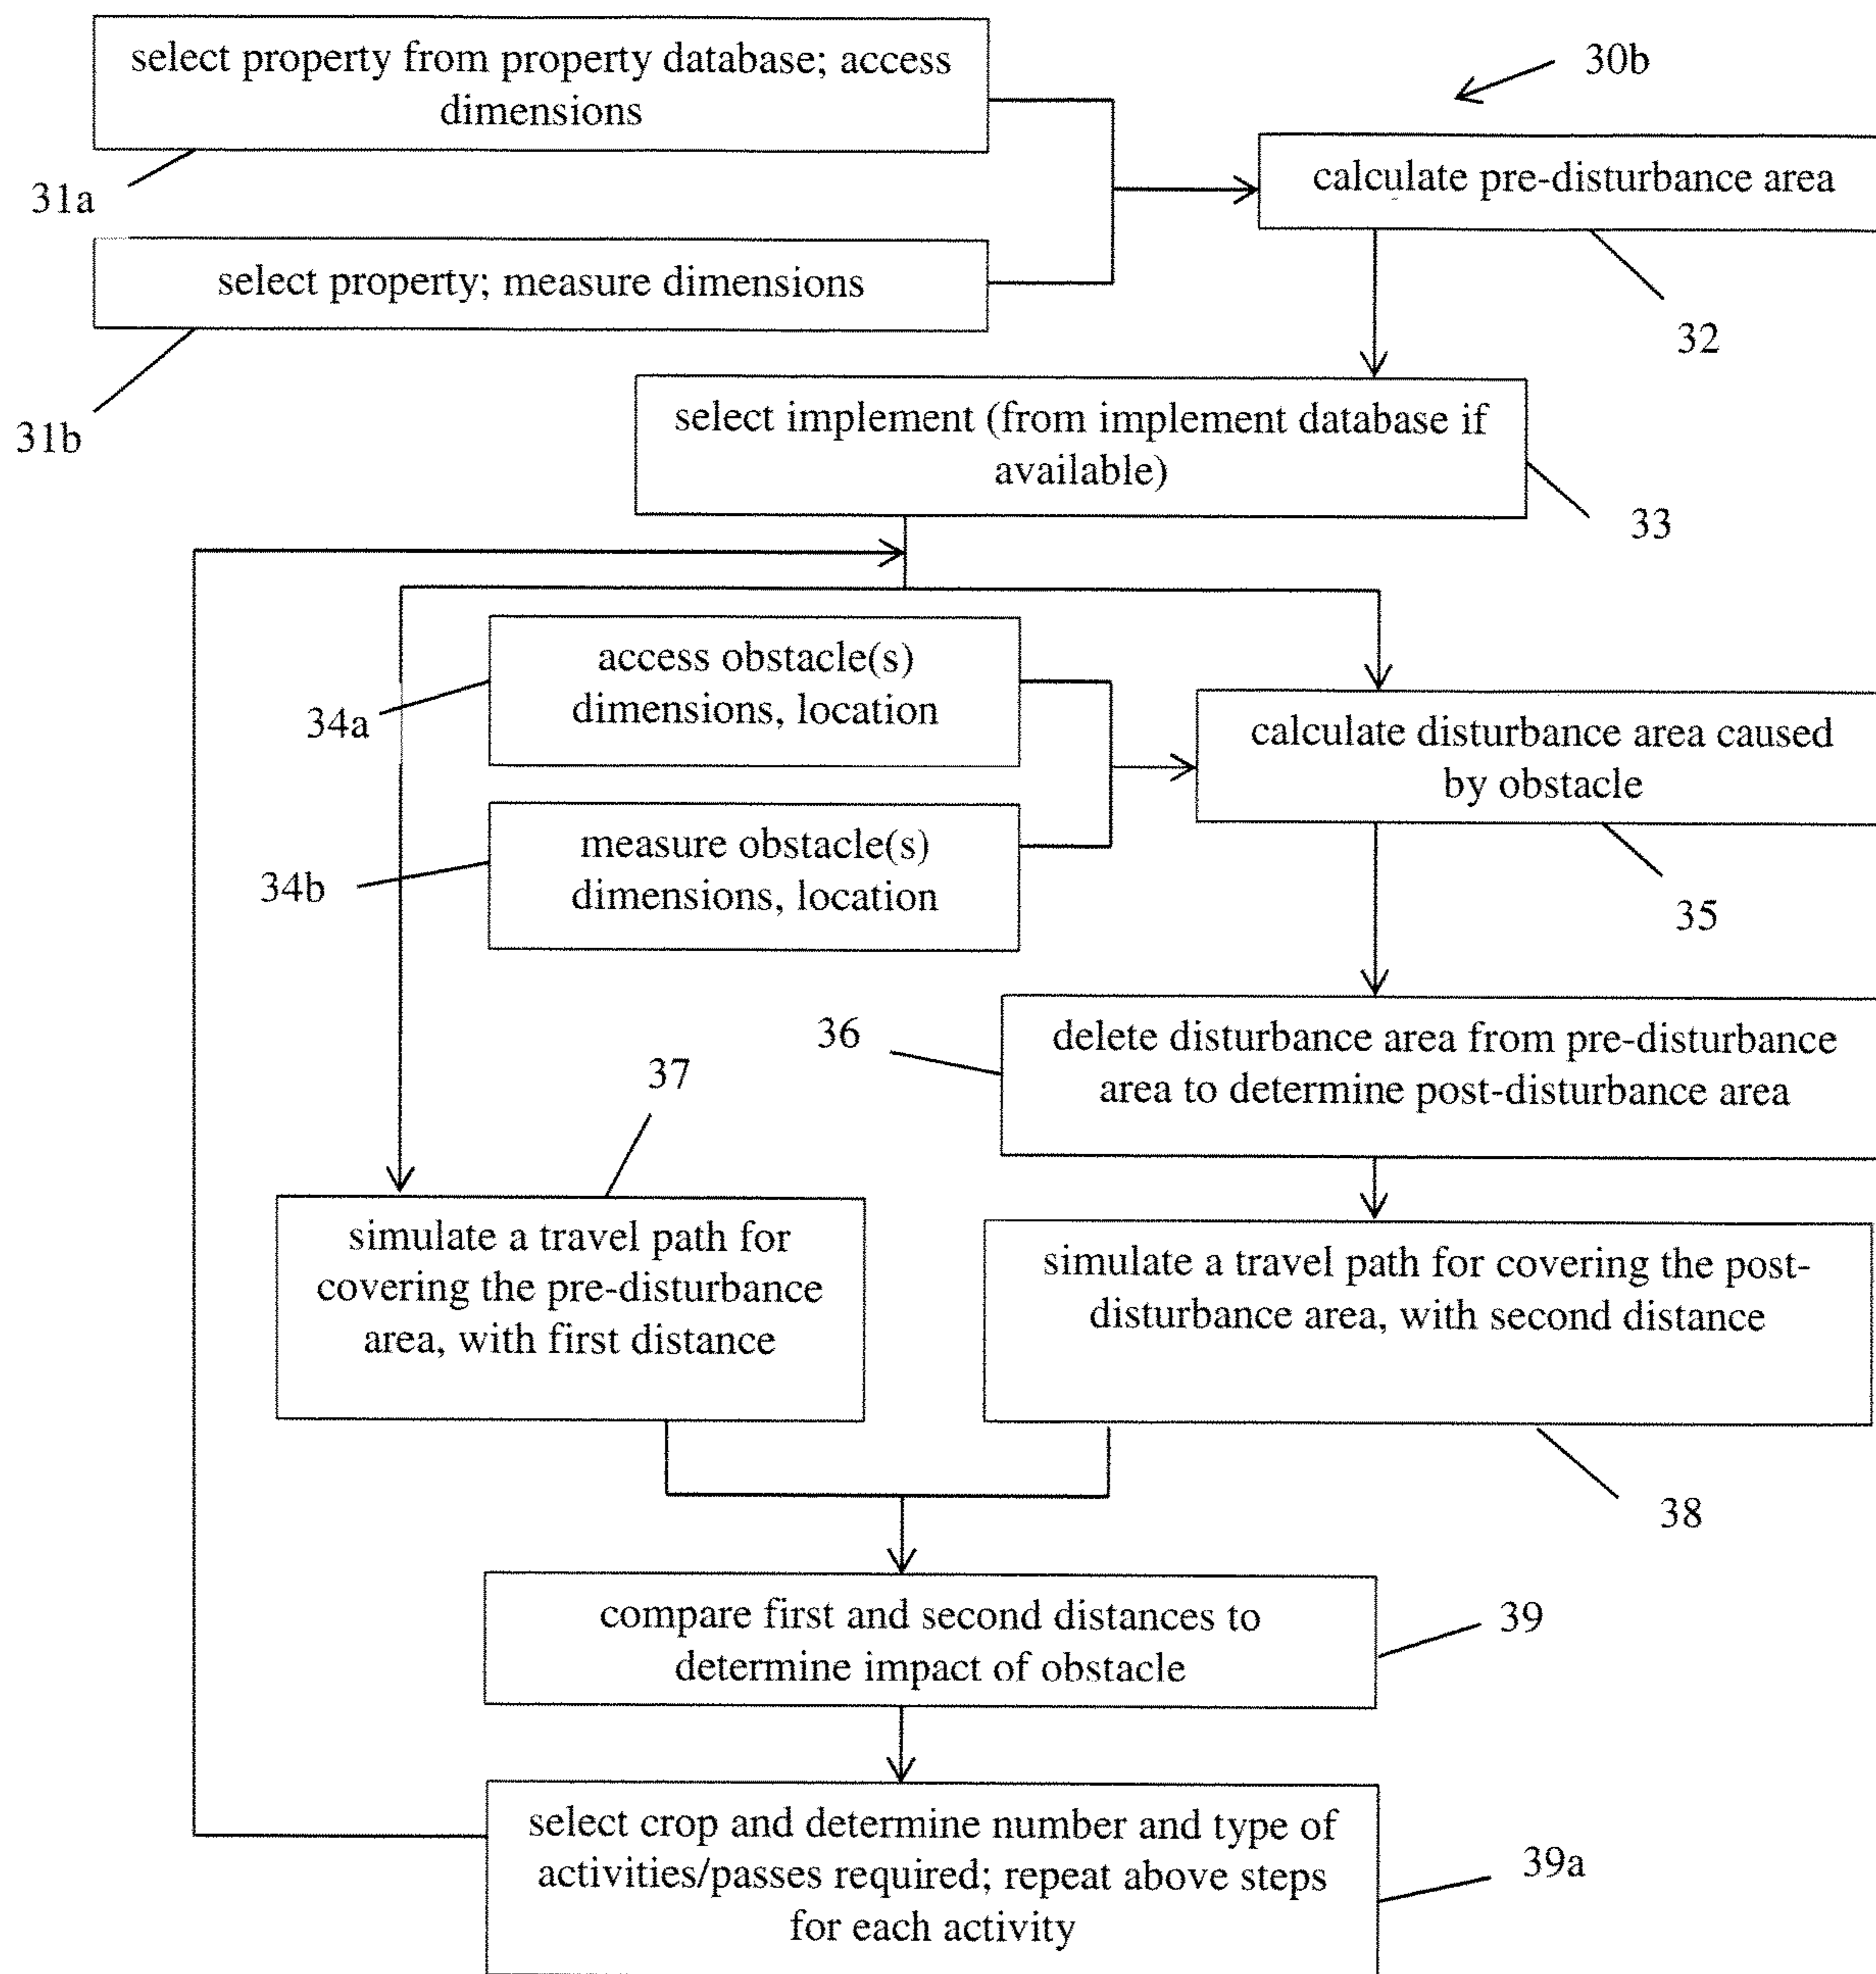 select property from property database; access
dimensions
30b
calculate pre-disturbance area
31a
select property; measure dimensions
32
31b
select implement (from implement database if
available)
33
access obstacle(s)
dimensions, location
34a
calculate disturbance area caused
by obstacle
measure obstacle(s)
dimensions, location
34b
35
36
delete disturbance area from pre-disturbance
area to determine post-disturbance area
37
simulate a travel path for
covering the pre-disturbance
area, with first distance
simulate a travel path for covering the post-
disturbance area, with second distance
38
compare first and second distances to
determine impact of obstacle
39
select crop and determine number and type of
activities/passes required; repeat above steps
for each activity
39a